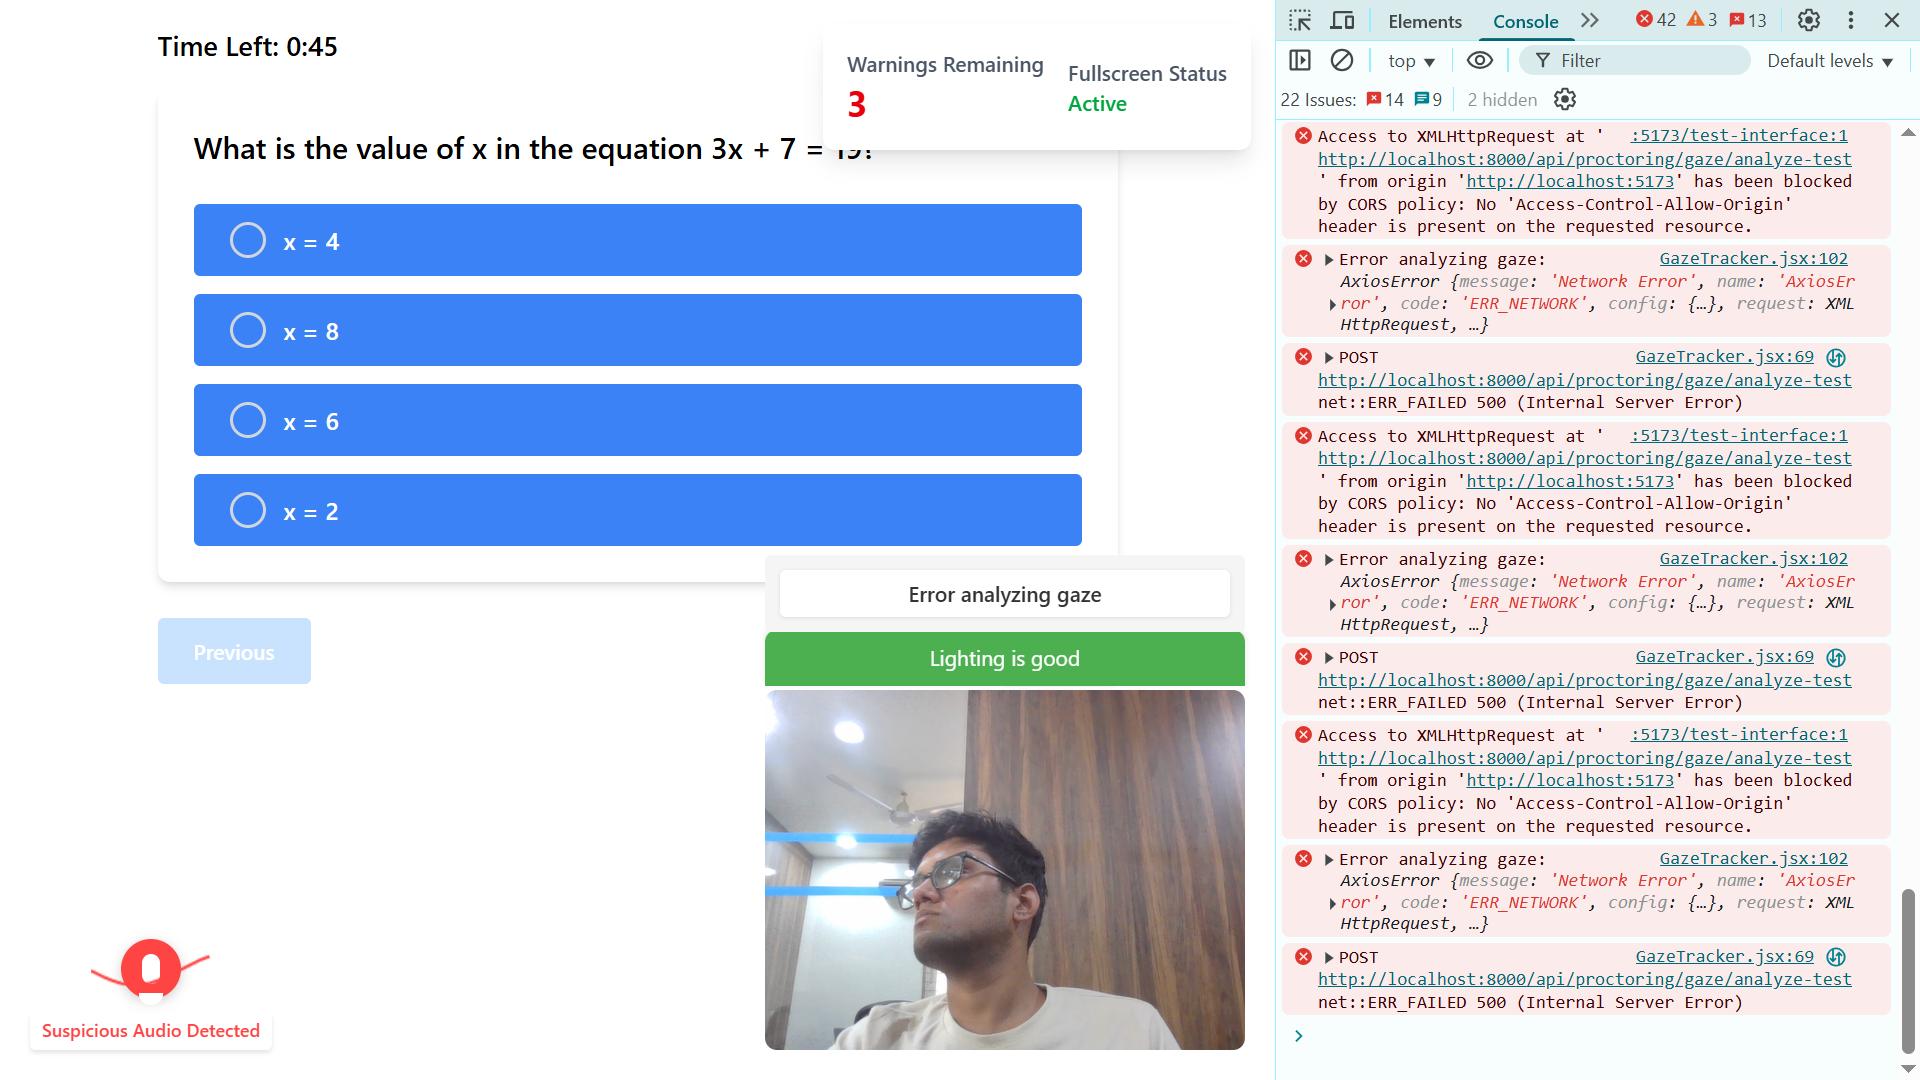 Time Left: 0:45
Warnings Remaining
3
Fullscreen Status
Active
What is the value of x in the equation 3x + 7 = 19?
x = 4
x = 8
x = 6
x = 2
Previous
Error analyzing gaze
Lighting is good
Suspicious Audio Detected
Elements Console 42 3 13
top Filter Default levels
22 Issues: 14 9 2 hidden
Access to XMLHttpRequest at ' :5173/test-interface:1
http://localhost:8000/api/proctoring/gaze/analyze-test
' from origin 'http://localhost:5173' has been blocked
by CORS policy: No 'Access-Control-Allow-Origin'
header is present on the requested resource.
Error analyzing gaze: GazeTracker.jsx:102
AxiosError {message: 'Network Error', name: 'AxiosEr
ror', code: 'ERR_NETWORK', config: {…}, request: XML
HttpRequest, …}
POST GazeTracker.jsx:69
http://localhost:8000/api/proctoring/gaze/analyze-test
net::ERR_FAILED 500 (Internal Server Error)
Access to XMLHttpRequest at ' :5173/test-interface:1
http://localhost:8000/api/proctoring/gaze/analyze-test
' from origin 'http://localhost:5173' has been blocked
by CORS policy: No 'Access-Control-Allow-Origin'
header is present on the requested resource.
Error analyzing gaze: GazeTracker.jsx:102
AxiosError {message: 'Network Error', name: 'AxiosEr
ror', code: 'ERR_NETWORK', config: {…}, request: XML
HttpRequest, …}
POST GazeTracker.jsx:69
http://localhost:8000/api/proctoring/gaze/analyze-test
net::ERR_FAILED 500 (Internal Server Error)
Access to XMLHttpRequest at ' :5173/test-interface:1
http://localhost:8000/api/proctoring/gaze/analyze-test
' from origin 'http://localhost:5173' has been blocked
by CORS policy: No 'Access-Control-Allow-Origin'
header is present on the requested resource.
Error analyzing gaze: GazeTracker.jsx:102
AxiosError {message: 'Network Error', name: 'AxiosEr
ror', code: 'ERR_NETWORK', config: {…}, request: XML
HttpRequest, …}
POST GazeTracker.jsx:69
http://localhost:8000/api/proctoring/gaze/analyze-test
net::ERR_FAILED 500 (Internal Server Error)